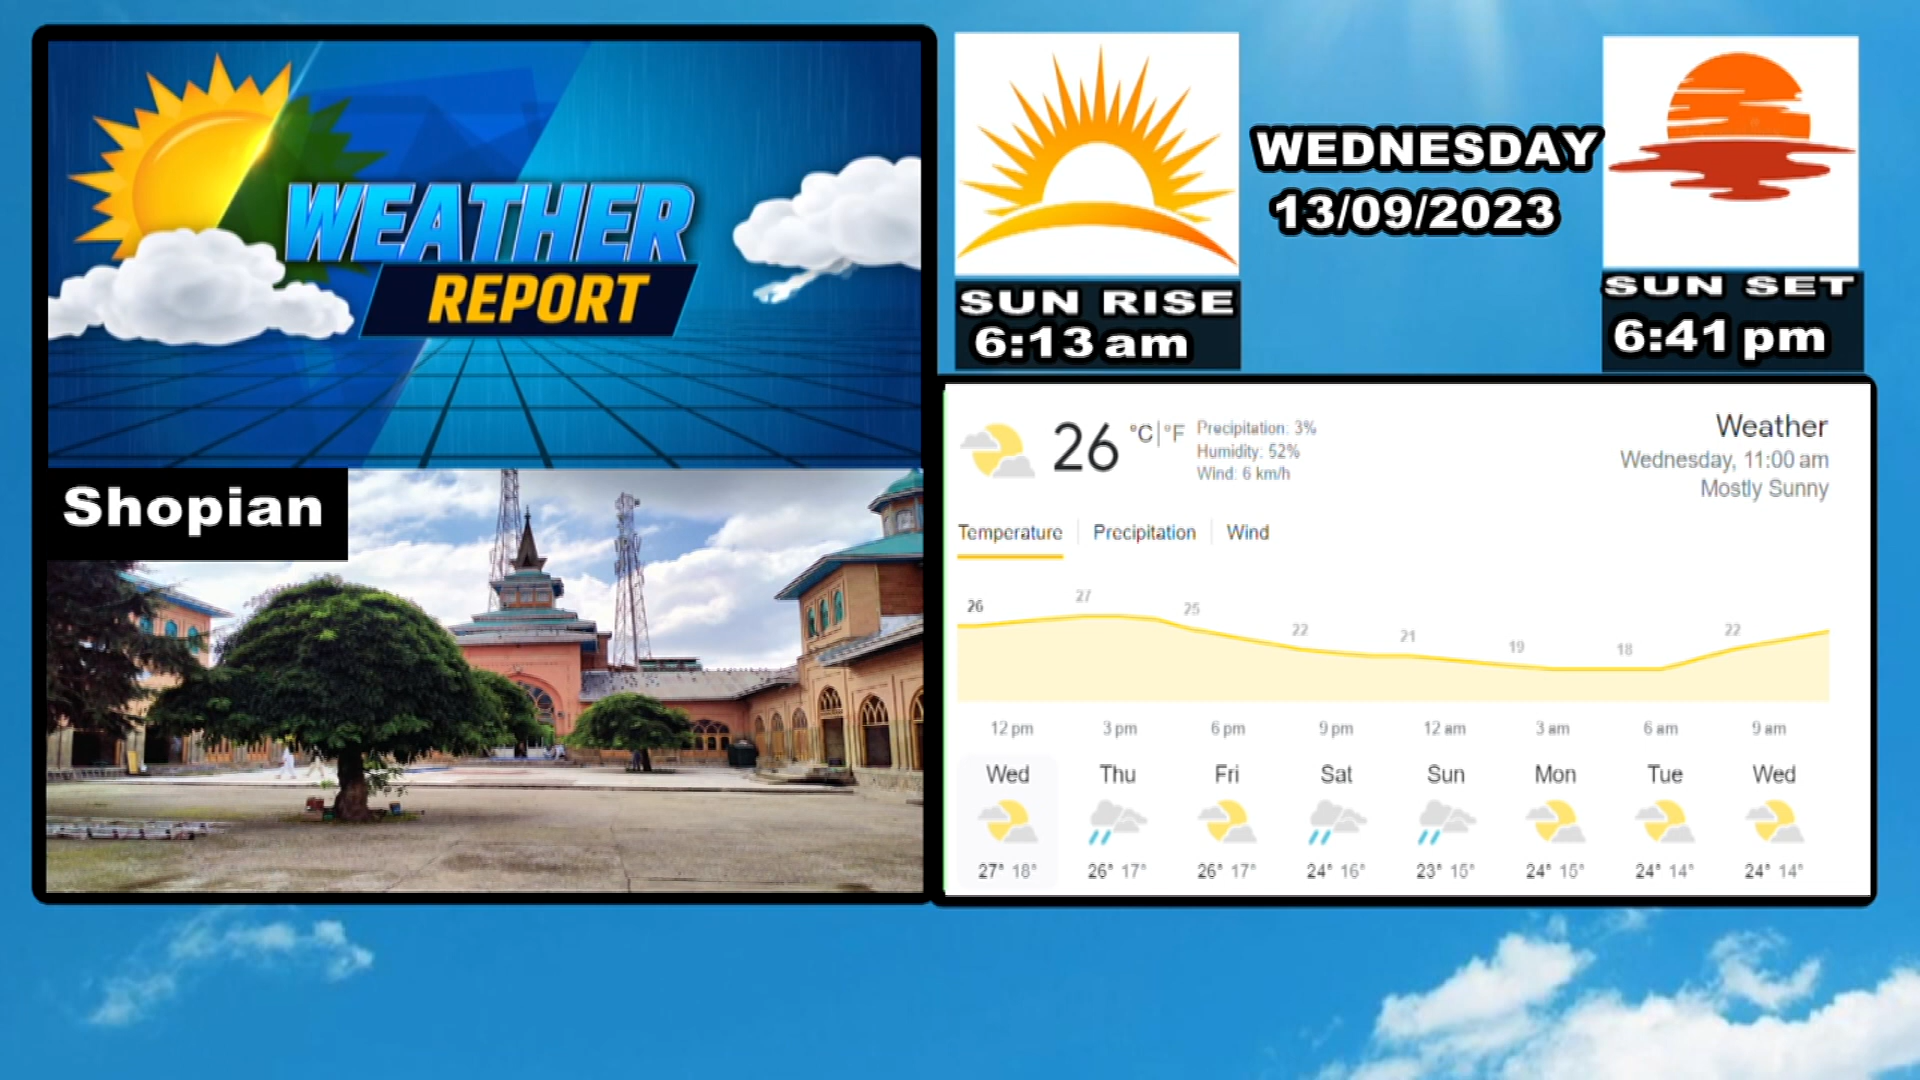 WEATHER
REPORT
Shopian
SUN RISE
6:13 am
WEDNESDAY
13/09/2023
SUN SET
6:41 pm
26 °C|°F
Precipitation: 3%
Humidity: 52%
Wind: 6 km/h
Weather
Wednesday, 11:00 am
Mostly Sunny
Temperature | Precipitation | Wind
26 27 25 22 21 19 18 22
12 pm 3 pm 6 pm 9 pm 12 am 3 am 6 am 9 am
Wed Thu Fri Sat Sun Mon Tue Wed
27° 18° 26° 17° 26° 17° 24° 16° 23° 15° 24° 15° 24° 14° 24° 14°